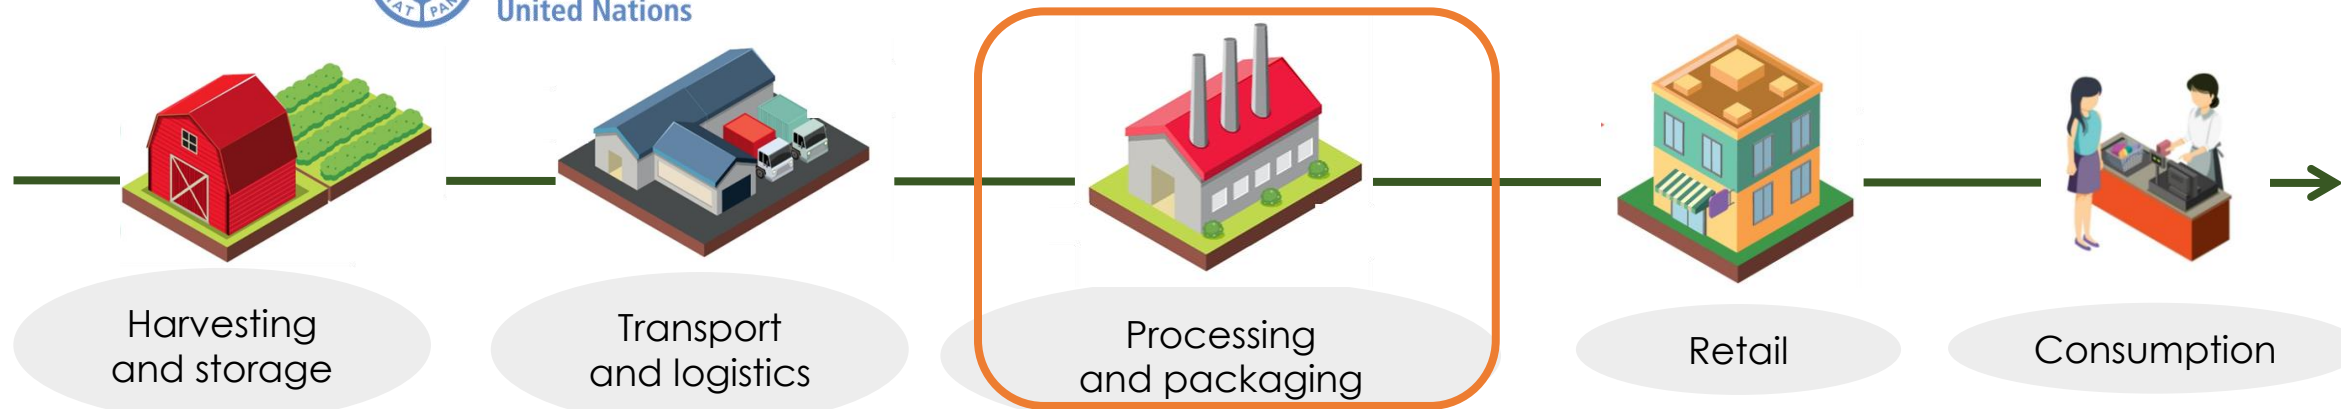 United Nations
Harvesting
and storage
Transport
and logistics
Processing
and packaging
Retail
Consumption